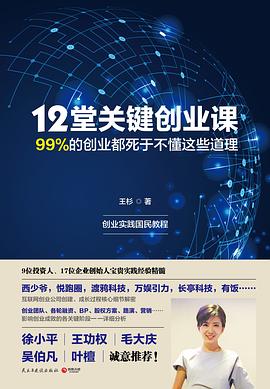 12堂关键创业课
99%的创业都死于不懂这些道理
王杉 著
创业实践国民教程
9位投资人、17位企业创始人宝贵实践经验精髓
西少爷，悦跑圈，渡鸦科技，万娱引力，长亭科技，有饭……
互联网创业公司创建、成长过程核心细节解密
创业团队、各轮融资、BP、股权方案、路演、营销……
影响创业成败的各关键阶段一一详细分析
徐小平 王功权 毛大庆
吴伯凡 叶檀 诚意推荐！
民主与建设出版社